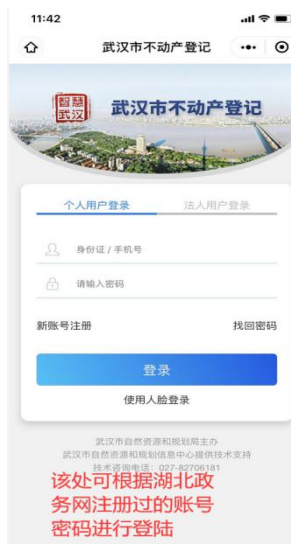 11:42
武汉市不动产登记
智慧
武汉
武汉市不动产登记
个人用户登录
法人用户登录
身份证 / 手机号
请输入密码
新账号注册
找回密码
登录
使用人脸登录
武汉市自然资源和规划局主办
武汉市自然资源和规划信息中心提供技术支持
技术咨询电话：027-82706181
该处可根据湖北政
务网注册过的账号
密码进行登陆